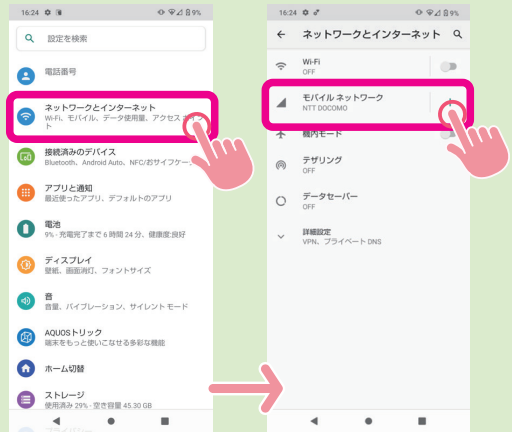 16:24
9%
設定を検索
電話番号
ネットワークとインターネット
Wi-Fi、モバイル、データ使用量、アクセス ポイン
ト
接続済みのデバイス
Bluetooth、Android Auto、NFC/おサイフケー
アプリと通知
最近使ったアプリ、デフォルトのアプリ
電池
9% - 充電完了まで 6 時間 24 分、健康度:良好
ディスプレイ
壁紙、画面消灯、フォントサイズ
音
音量、バイブレーション、サイレント モード
AQUOSトリック
端末をもっと使いこなせる多彩な機能
ホーム切替
ストレージ
使用済み 29% - 空き容量 45.30 GB
プライバシー
16:24
9%
ネットワークとインターネット
Wi-Fi
OFF
モバイル ネットワーク
NTT DOCOMO
機内モード
テザリング
OFF
データセーバー
OFF
詳細設定
VPN、プライベート DNS